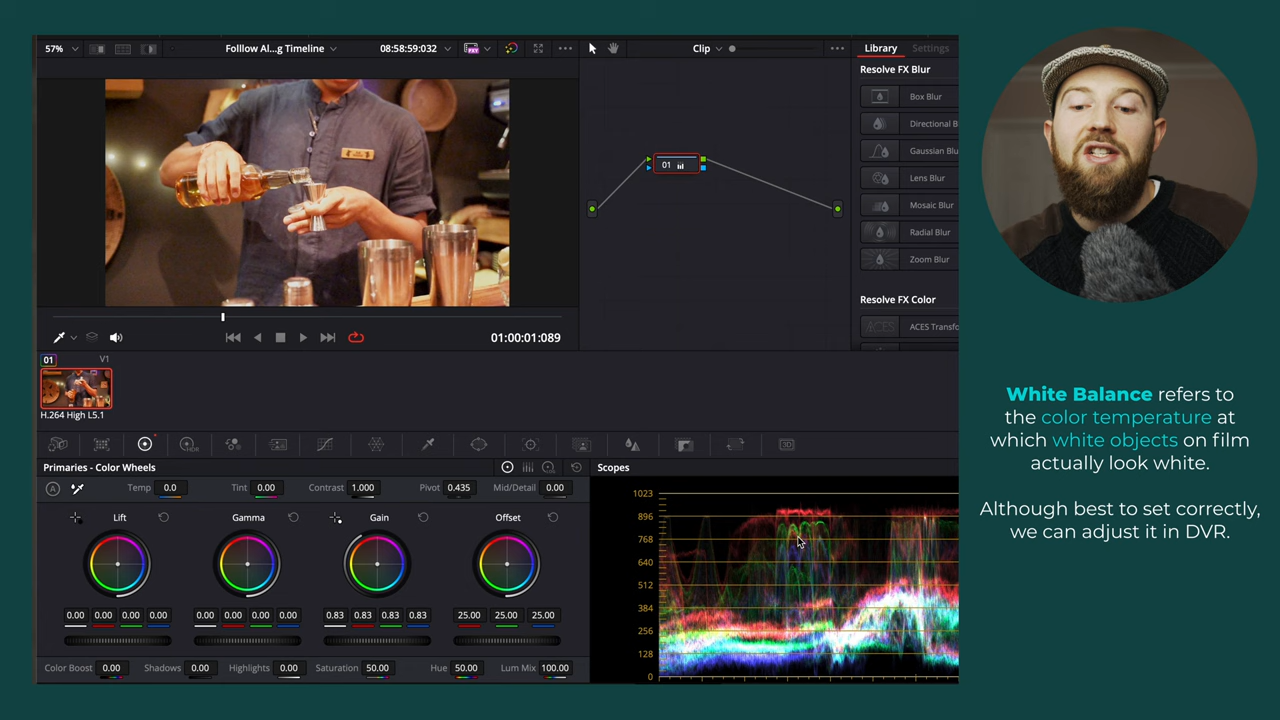 57%
Folllow Al...g Timeline
08:58:59:032
Clip
Library
Settings
Resolve FX Blur
Box Blur
Directional B
Gaussian Blu
Lens Blur
Mosaic Blur
Radial Blur
Zoom Blur
Resolve FX Color
ACES
ACES Transfo
01
01:00:01:089
01
V1
H.264 High L5.1
HDR
3D
Primaries - Color Wheels
Scopes
A
Temp 0.0
Tint 0.00
Contrast 1.000
Pivot 0.435
Mid/Detail 0.00
Lift
Gamma
Gain
Offset
0.00 0.00 0.00 0.00
0.00 0.00 0.00 0.00
0.83 0.83 0.83 0.83
25.00 25.00 25.00
Color Boost 0.00
Shadows 0.00
Highlights 0.00
Saturation 50.00
Hue 50.00
Lum Mix 100.00
1023
896
768
640
512
384
256
128
0
White Balance refers to
the color temperature at
which white objects on film
actually look white.
Although best to set correctly,
we can adjust it in DVR.